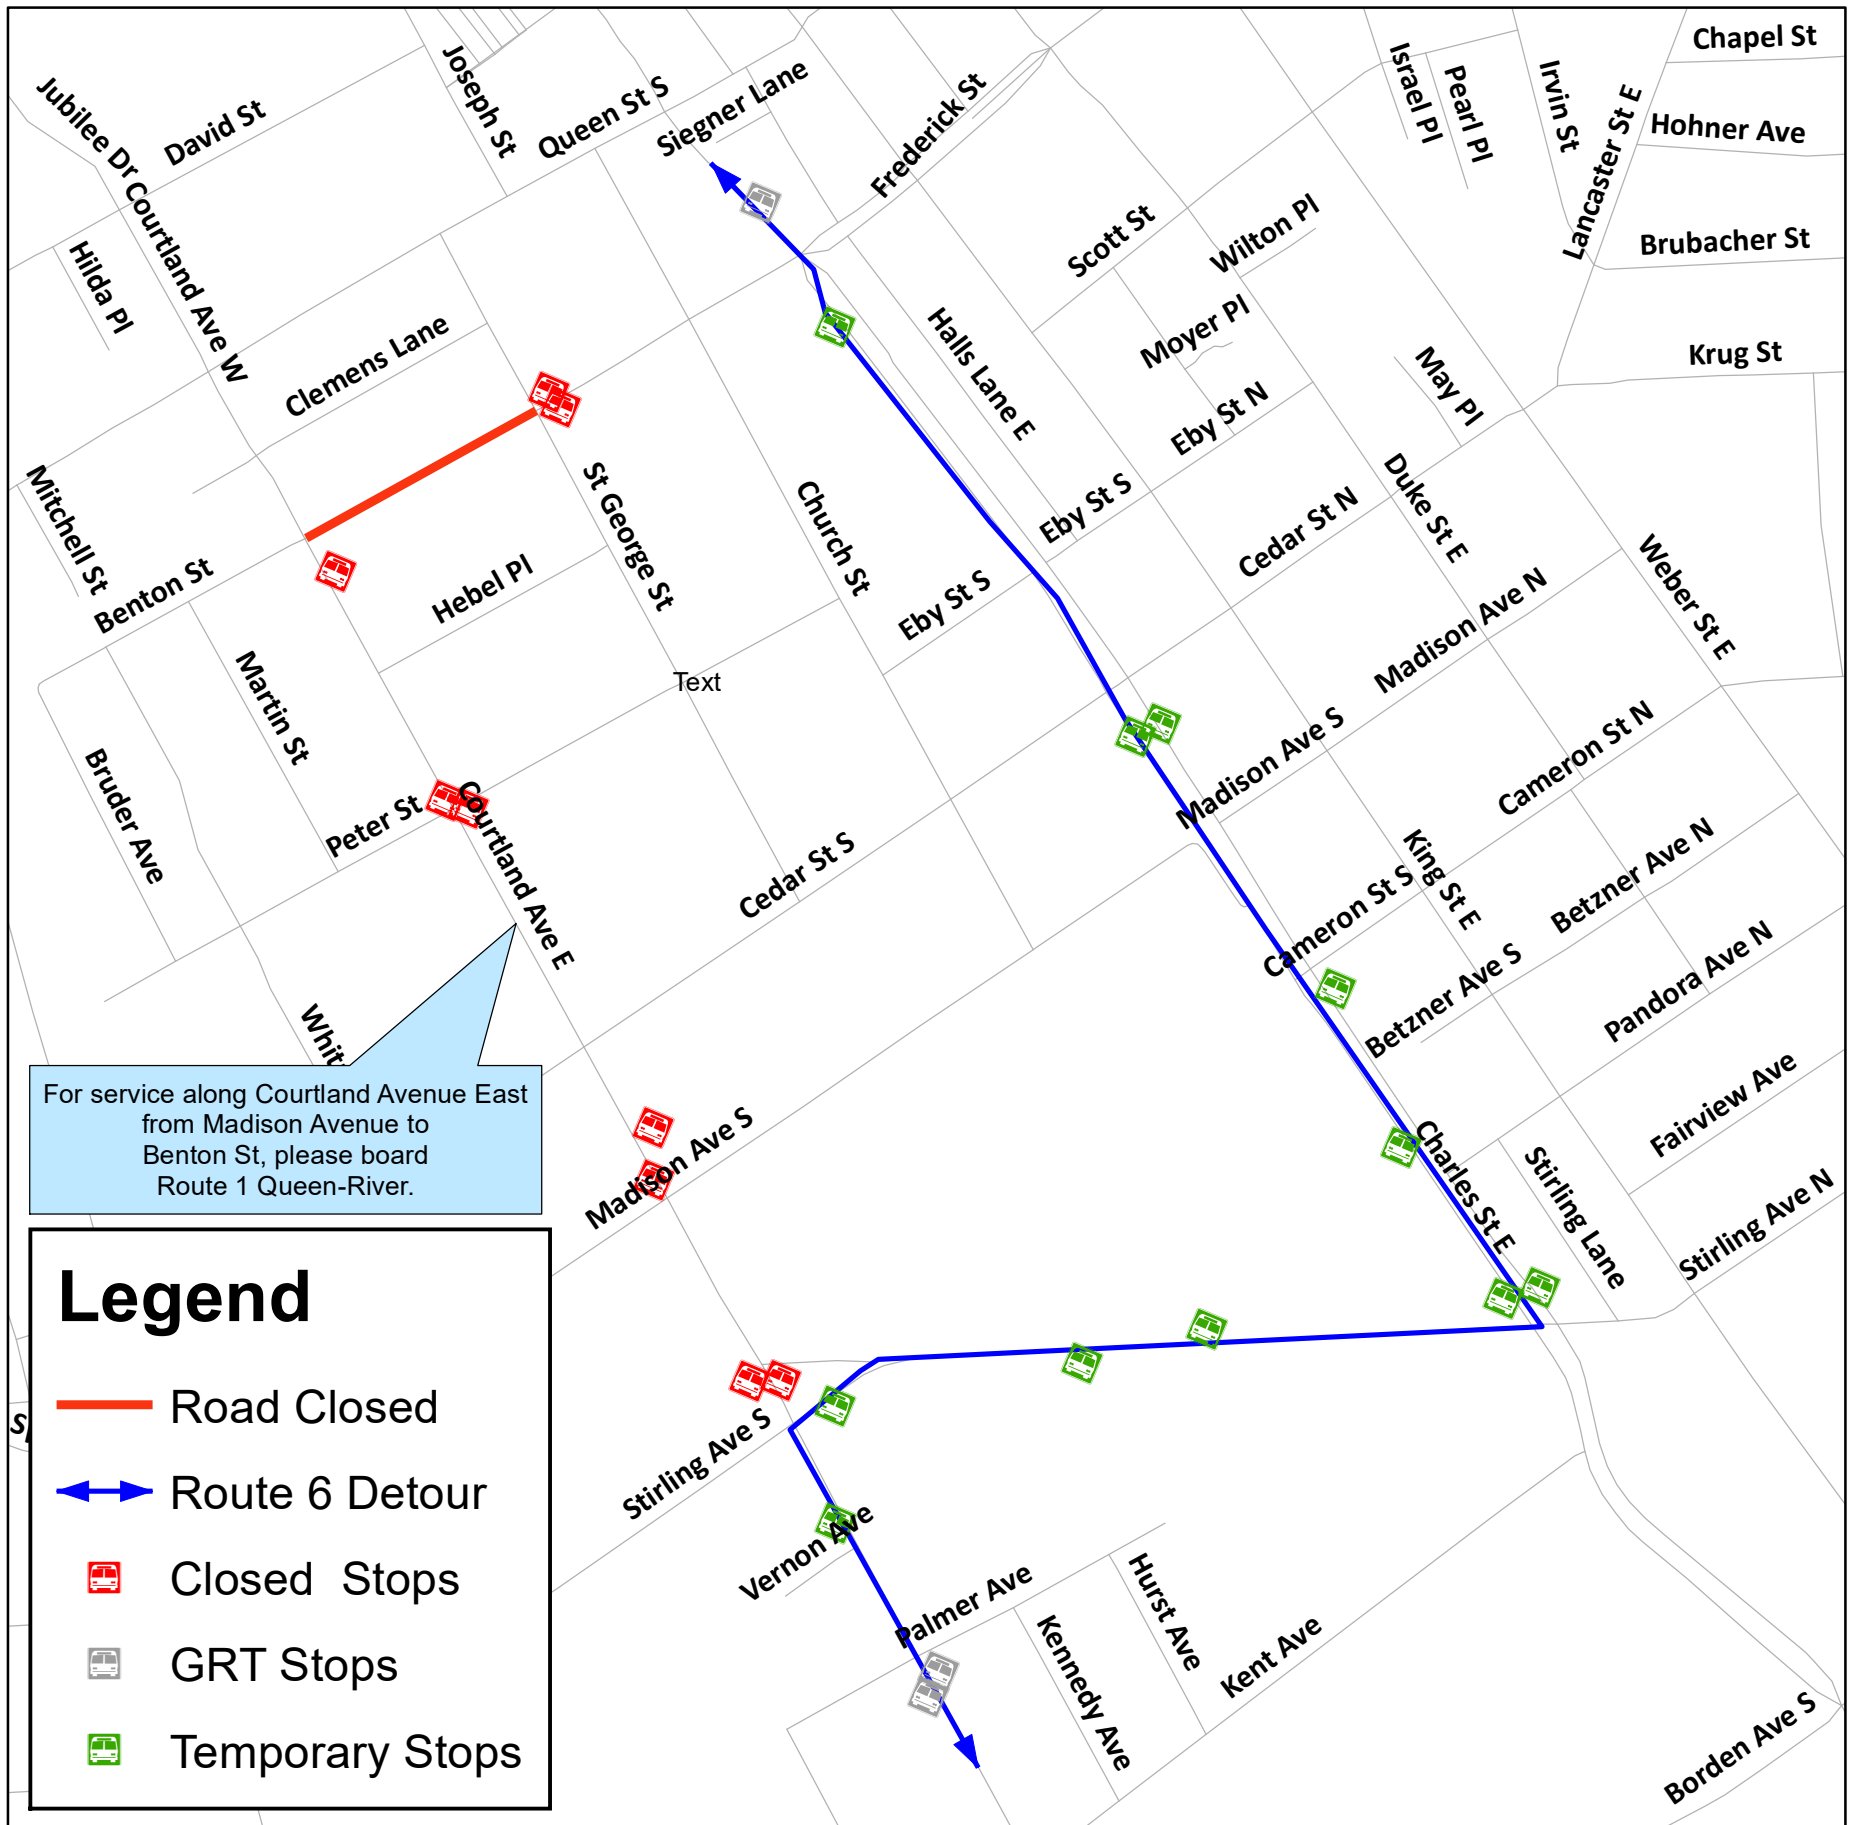 Chapel St
Joseph St
Israel Pl
Pearl Pl
Irvin St
Jubilee Dr
David St
Queen St S
Siegner Lane
Frederick St
Lancaster St E
Hohner Ave
Courtland Ave W
Hilda Pl
Scott St
Wilton Pl
Brubacher St
Clemens Lane
Halls Lane E
Moyer Pl
May Pl
Krug St
Eby St N
Mitchell St
St George St
Church St
Eby St S
Cedar St N
Duke St E
Benton St
Hebel Pl
Eby St S
Madison Ave N
Weber St E
Martin St
Text
Madison Ave S
Cameron St N
Bruder Ave
Peter St
Courtland Ave E
Cedar St S
Cameron St S
King St E
Betzner Ave N
Betzner Ave S
Pandora Ave N
Whit
Fairview Ave
For service along Courtland Avenue East
from Madison Avenue to
Benton St, please board
Route 1 Queen-River.
Madison Ave S
Charles St E
Stirling Lane
Stirling Ave N
Legend
Road Closed
Route 6 Detour
Closed  Stops
GRT Stops
Temporary Stops
Stirling Ave S
Vernon Ave
Palmer Ave
Hurst Ave
Kennedy Ave
Kent Ave
Borden Ave S